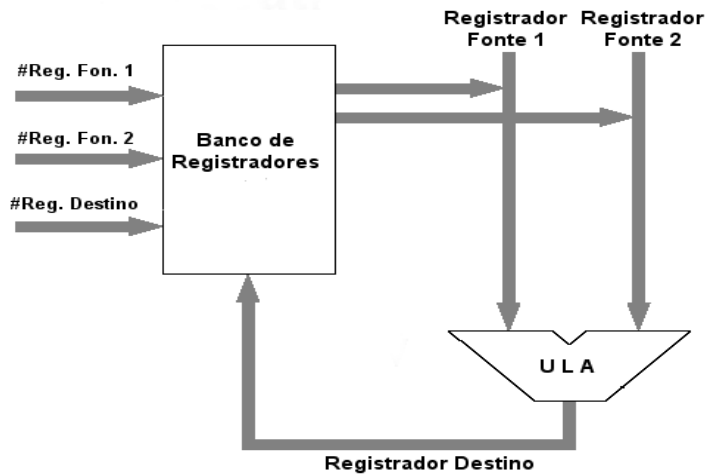 Registrador
Fonte 1
Registrador
Fonte 2
#Reg. Fon. 1
#Reg. Fon. 2
#Reg. Destino
Banco de
Registradores
U L A
Registrador Destino